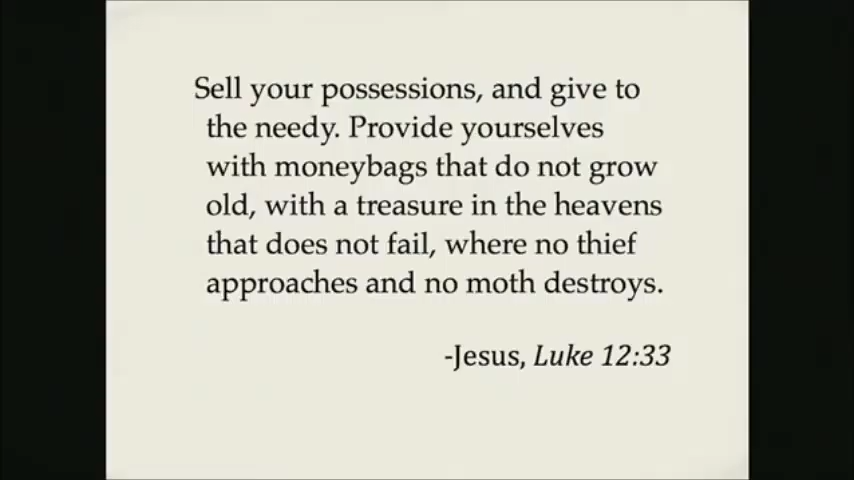 Sell your possessions, and give to
the needy. Provide yourselves
with moneybags that do not grow
old, with a treasure in the heavens
that does not fail, where no thief
approaches and no moth destroys.
-Jesus, Luke 12:33